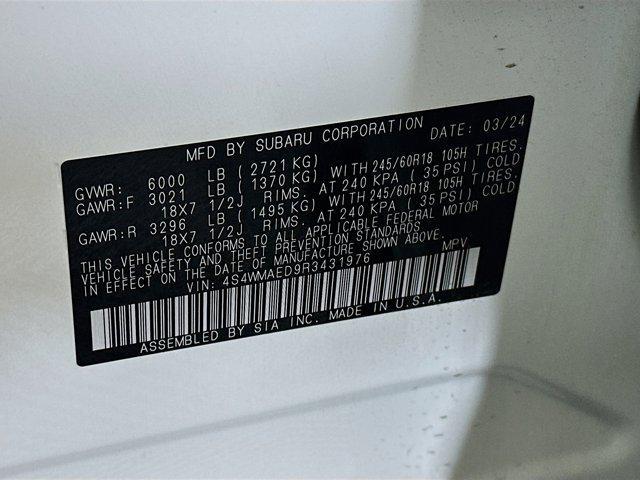 MFD BY SUBARU CORPORATION DATE: 03/24
GVWR: 6000 LB ( 2721 KG)
GAWR:F 3021 LB ( 1370 KG) WITH 245/60R18 105H TIRES.
18X7 1/2J RIMS. AT 240 KPA ( 35 PSI) COLD
GAWR:R 3296 LB ( 1495 KG) WITH 245/60R18 105H TIRES.
18X7 1/2J RIMS. AT 240 KPA ( 35 PSI) COLD
THIS VEHICLE CONFORMS TO ALL APPLICABLE FEDERAL MOTOR
VEHICLE SAFETY AND THEFT PREVENTION STANDARDS
IN EFFECT ON THE DATE OF MANUFACTURE SHOWN ABOVE.
VIN: 4S4WMAED9R3431976 MPV
ASSEMBLED BY SIA INC. MADE IN U.S.A.